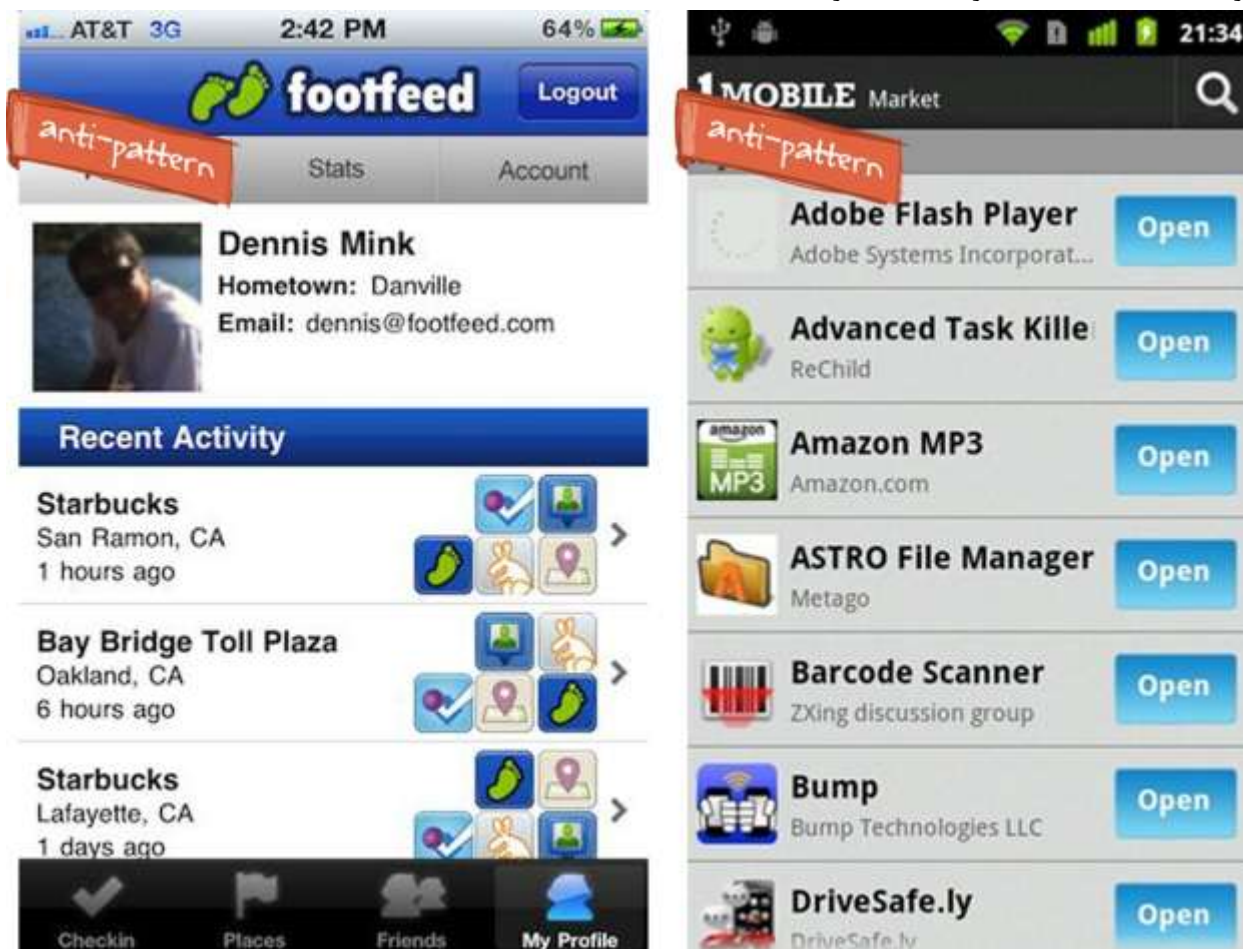 AT&T 3G 2:42 PM 64%
footfeed Logout
anti-pattern
Stats Account
Dennis Mink
Hometown: Danville
Email: dennis@footfeed.com
Recent Activity
Starbucks
San Ramon, CA
1 hours ago
Bay Bridge Toll Plaza
Oakland, CA
6 hours ago
Starbucks
Lafayette, CA
1 days ago
Checkin Places Friends My Profile
21:34
1MOBILE Market
anti-pattern
Adobe Flash Player
Adobe Systems Incorporat...
Open
Advanced Task Kille
ReChild
Open
amazon
MP3
Amazon MP3
Amazon.com
Open
ASTRO File Manager
Metago
Open
Barcode Scanner
ZXing discussion group
Open
Bump
Bump Technologies LLC
Open
DriveSafe.ly
DriveSafe.ly
Open